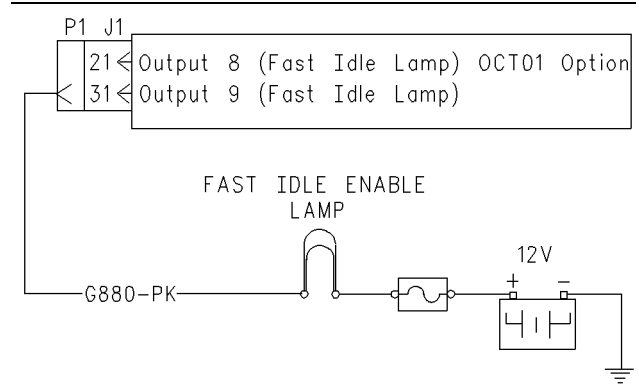 P1 J1
21 Output 8 (Fast Idle Lamp) OCT01 Option
31 Output 9 (Fast Idle Lamp)
FAST IDLE ENABLE
LAMP
12V
+ −
G880-PK